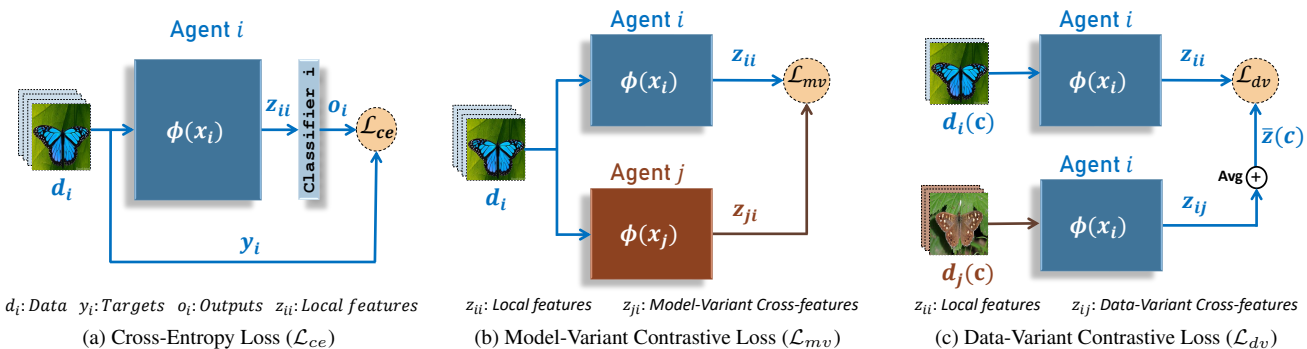 Agent i
d_i
ϕ(x_i)
z_ii
Classifier i
o_i
ℒ_ce
y_i
d_i: Data y_i: Targets o_i: Outputs z_ii: Local features
(a) Cross-Entropy Loss (ℒ_ce)
Agent i
ϕ(x_i)
z_ii
ℒ_mv
d_i
Agent j
ϕ(x_j)
z_ji
z_ii: Local features z_ji: Model-Variant Cross-features
(b) Model-Variant Contrastive Loss (ℒ_mv)
Agent i
d_i(c)
ϕ(x_i)
z_ii
ℒ_dv
z̄(c)
Agent i
Avg +
d_j(c)
ϕ(x_i)
z_ij
z_ii: Local features z_ij: Data-Variant Cross-features
(c) Data-Variant Contrastive Loss (ℒ_dv)